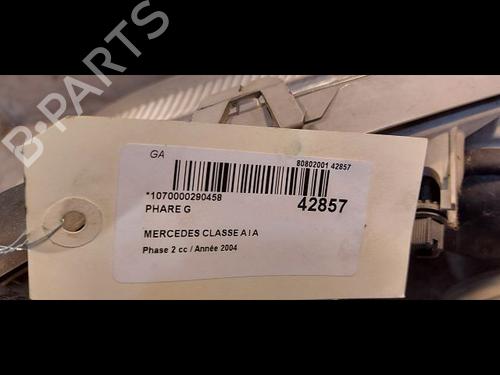 B-PARTS
GA
80802001 42857
*1070000290458
42857
PHARE G
MERCEDES CLASSE A I A
Phase 2 cc / Année 2004